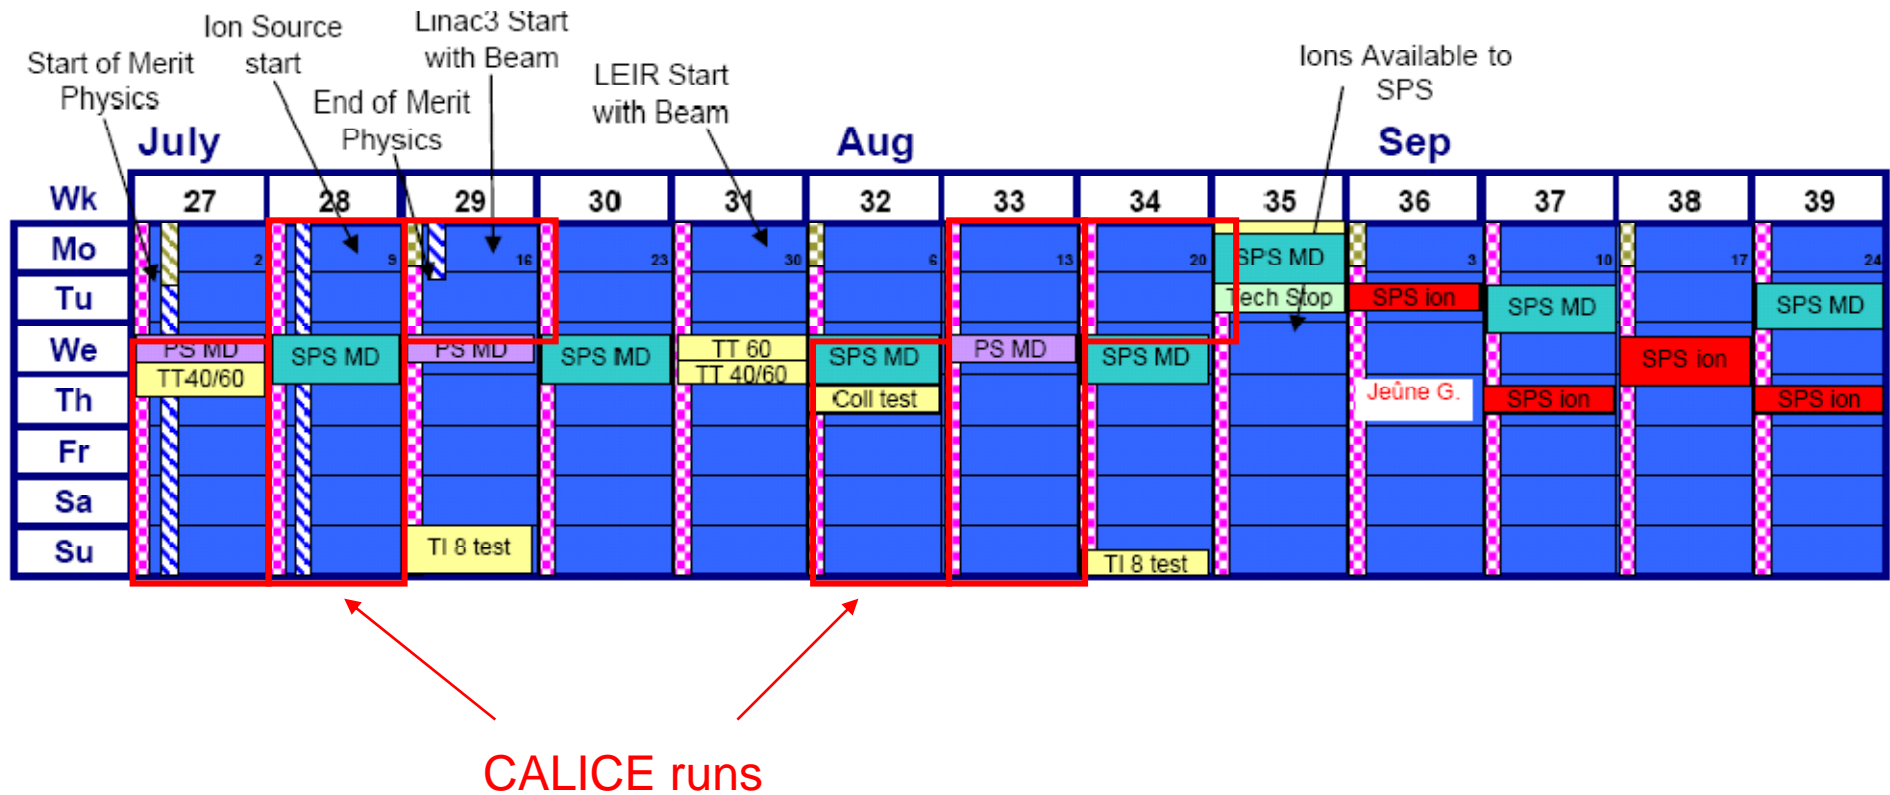 Ion Source
start
Linac3 Start
with Beam
Start of Merit
Physics
End of Merit
Physics
LEIR Start
with Beam
Ions Available to
SPS
July Aug Sep
Wk 27 28 29 30 31 32 33 34 35 36 37 38 39
Mo 2 9 16 23 30 6 13 20 SPS MD 3 10 17 24
Tu Tech Stop SPS ion SPS MD SPS MD
We PS MD SPS MD PS MD SPS MD TT 60 SPS MD PS MD SPS MD SPS ion
TT40/60 TT 40/60
Th Coll test Jeûne G. SPS ion SPS ion
Fr
Sa
Su TI 8 test TI 8 test
CALICE runs